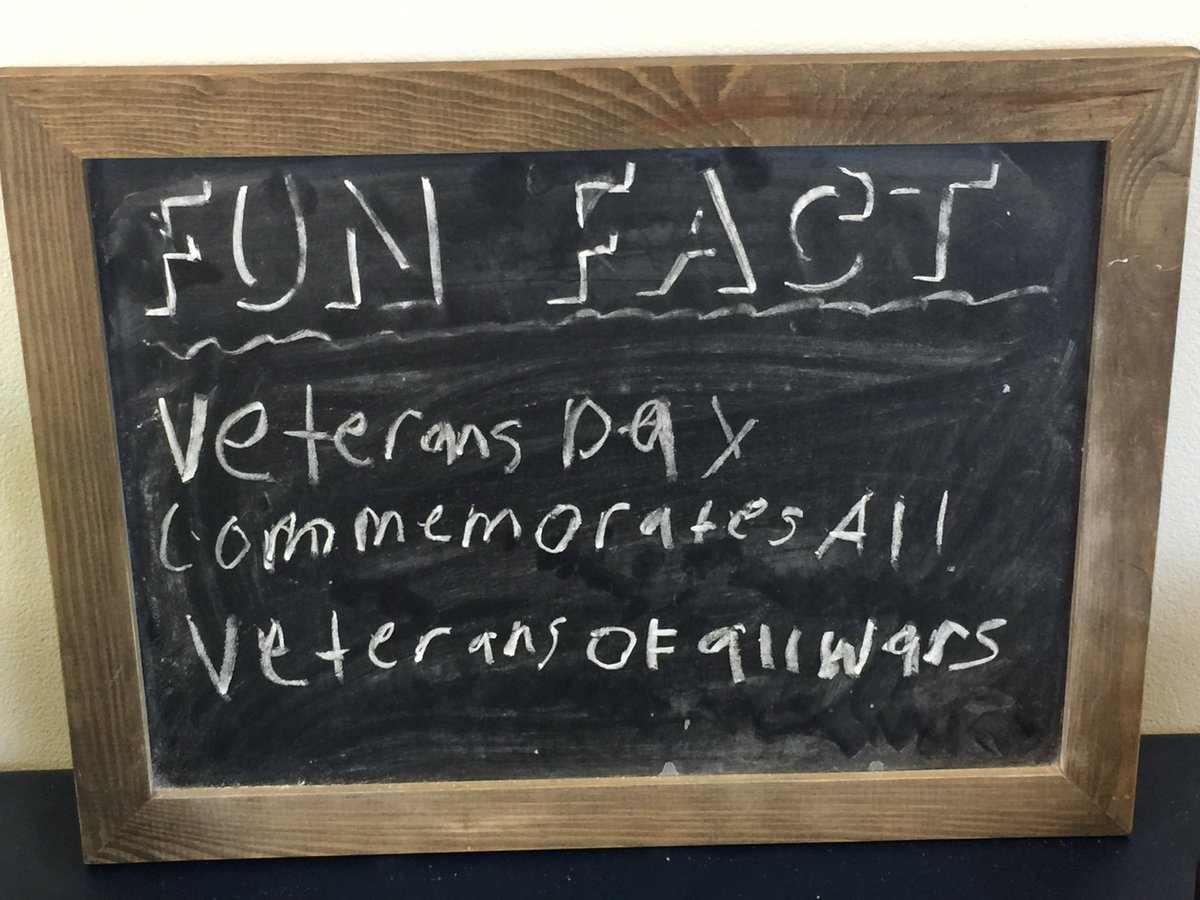 FUN FACT
Veterans Day
Commemorates All
Veterans OF all wars